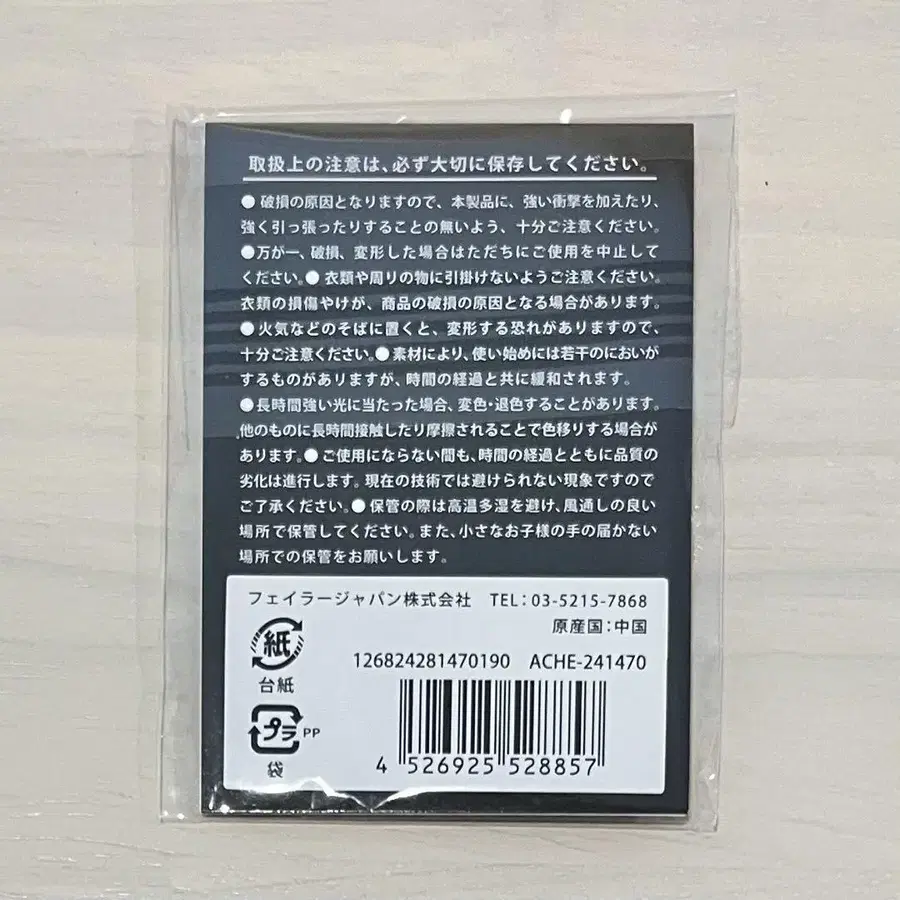 取扱上の注意は、必ず大切に保存してください。
●破損の原因となりますので、本製品に、強い衝撃を加えたり、
強く引っ張ったりすることの無いよう、十分ご注意ください。
●万が一、破損、変形した場合はただちにご使用を中止して
ください。●衣類や周りの物に引掛けないようご注意ください。
衣類の損傷やけが、商品の破損の原因となる場合があります。
●火気などのそばに置くと、変形する恐れがありますので、
十分ご注意ください。●素材により、使い始めには若干のにおいが
するものがありますが、時間の経過と共に緩和されます。
●長時間強い光に当たった場合、変色・退色することがあります。
他のものに長時間接触したり摩擦されることで色移りする場合が
あります。●ご使用にならない間も、時間の経過とともに品質の
劣化は進行します。現在の技術では避けられない現象ですので
ご了承ください。●保管の際は高温多湿を避け、風通しの良い
場所で保管してください。また、小さなお子様の手の届かない
場所での保管をお願いします。
フェイラージャパン株式会社 TEL：03-5215-7868
原産国：中国
紙
台紙
126824281470190 ACHE-241470
プラ PP
袋
4 526925 528857